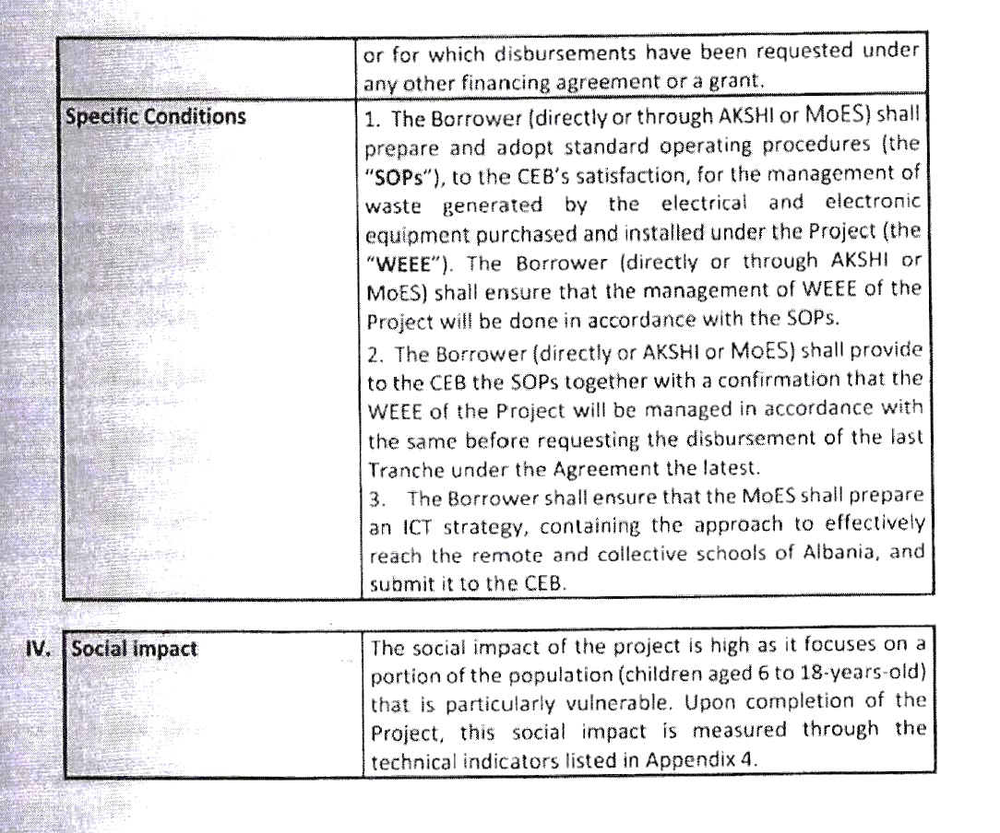 or for which disbursements have been requested under
any other financing agreement or a grant.
Specific Conditions
1. The Borrower (directly or through AKSHI or MoES) shall
prepare and adopt standard operating procedures (the
"SOPs"), to the CEB's satisfaction, for the management of
waste generated by the electrical and electronic
equipment purchased and installed under the Project (the
"WEEE"). The Borrower (directly or through AKSHI or
MoES) shall ensure that the management of WEEE of the
Project will be done in accordance with the SOPs.
2. The Borrower (directly or AKSHI or MoES) shall provide
to the CEB the SOPs together with a confirmation that the
WEEE of the Project will be managed in accordance with
the same before requesting the disbursement of the last
Tranche under the Agreement the latest.
3. The Borrower shall ensure that the MoES shall prepare
an ICT strategy, containing the approach to effectively
reach the remote and collective schools of Albania, and
submit it to the CEB.
IV. Social impact
The social impact of the project is high as it focuses on a
portion of the population (children aged 6 to 18-years-old)
that is particularly vulnerable. Upon completion of the
Project, this social impact is measured through the
technical indicators listed in Appendix 4.